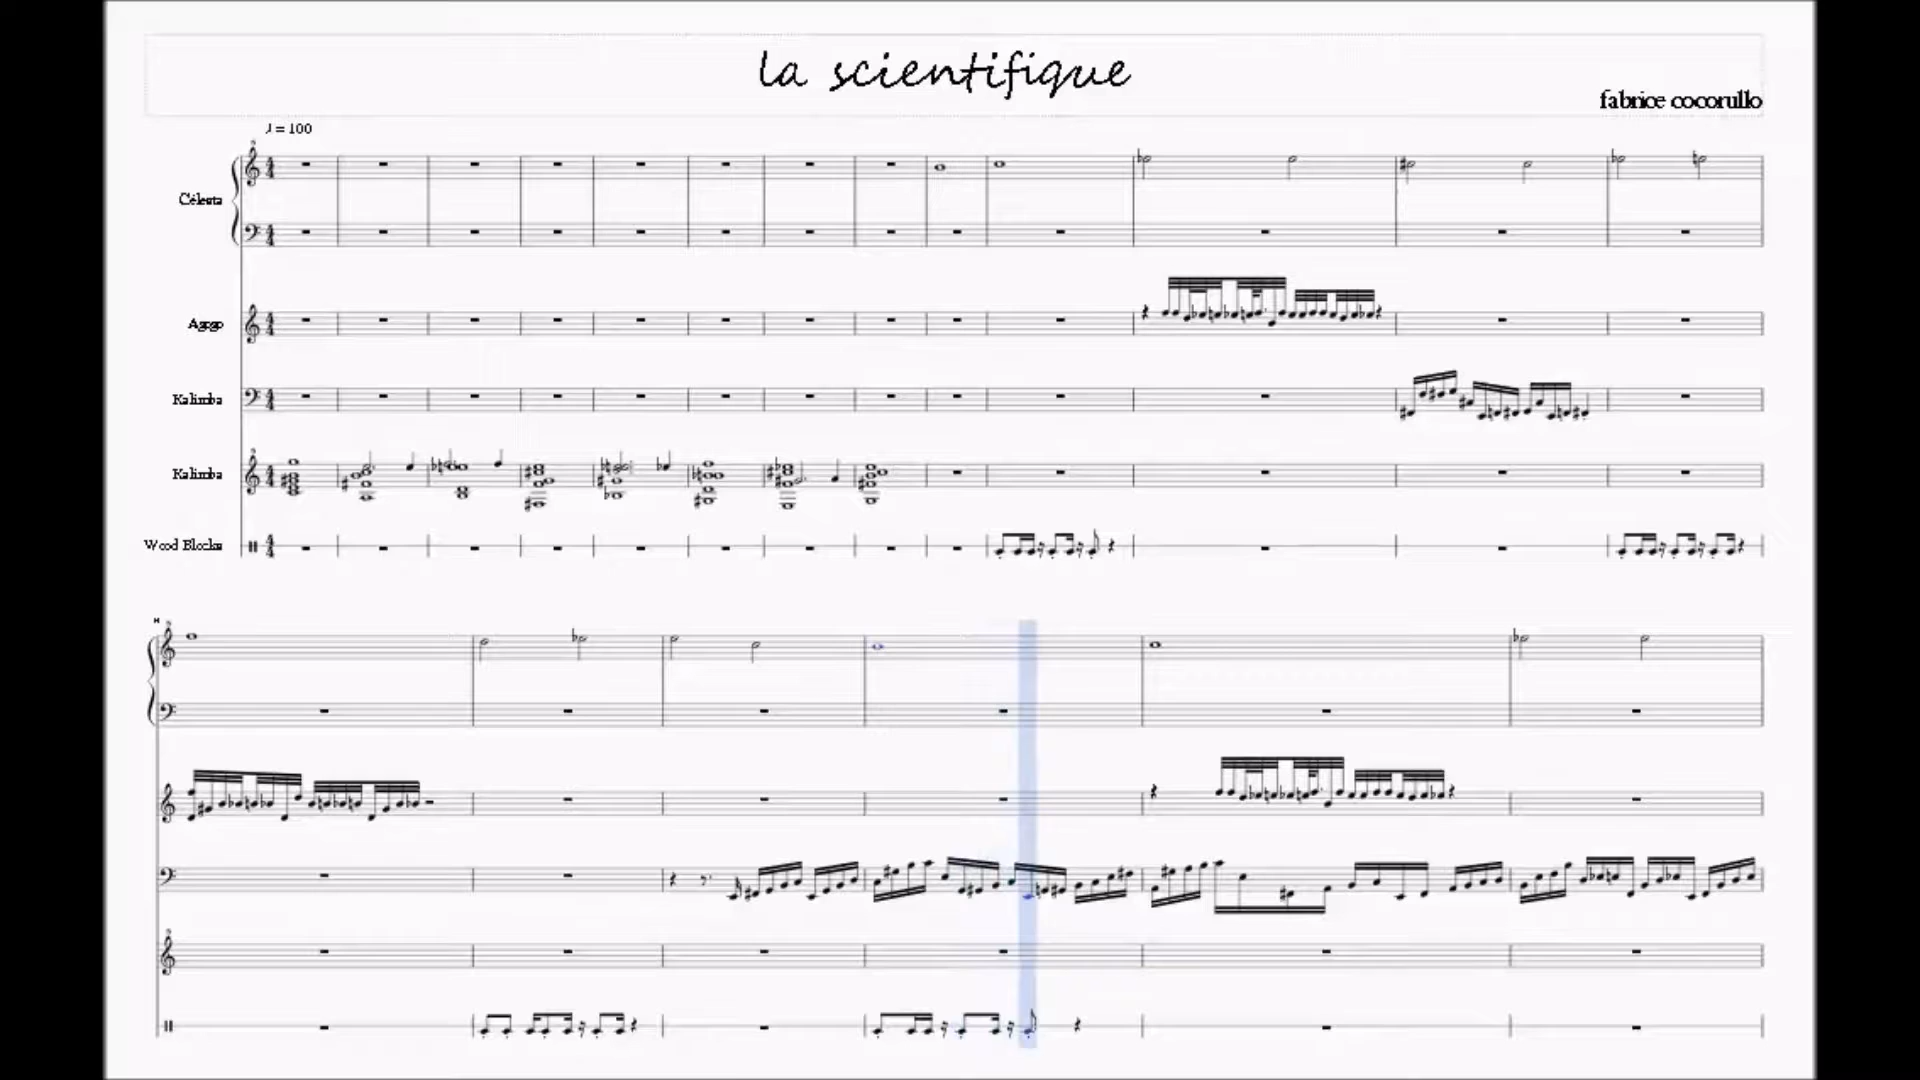 la scientifique
fabrice cocorullo
♩ = 100
Célesta
Agogo
Kalimba
Kalimba
Wood Blocks